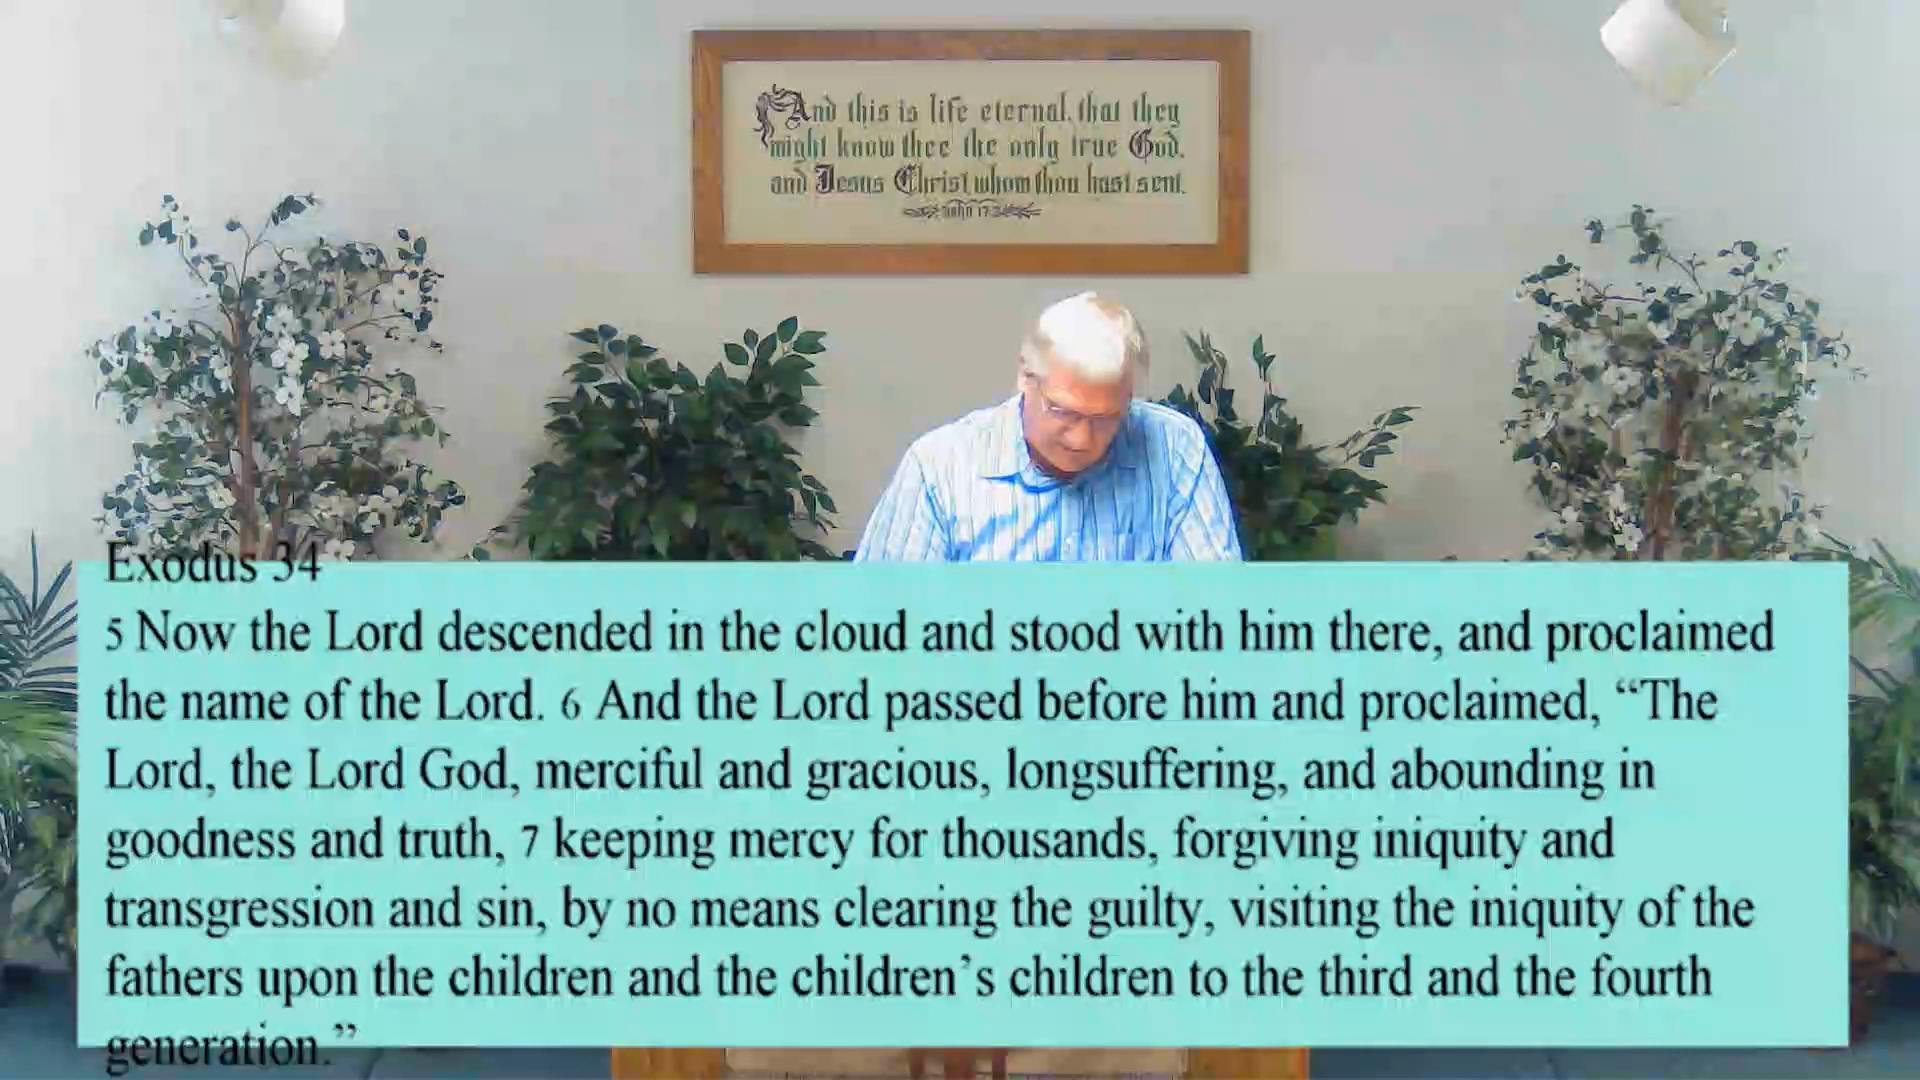 And this is life eternal, that they
might know thee the only true God,
and Jesus Christ, whom thou hast sent.
John 17:3
Exodus 34
5 Now the Lord descended in the cloud and stood with him there, and proclaimed
the name of the Lord. 6 And the Lord passed before him and proclaimed, “The
Lord, the Lord God, merciful and gracious, longsuffering, and abounding in
goodness and truth, 7 keeping mercy for thousands, forgiving iniquity and
transgression and sin, by no means clearing the guilty, visiting the iniquity of the
fathers upon the children and the children’s children to the third and the fourth
generation.”